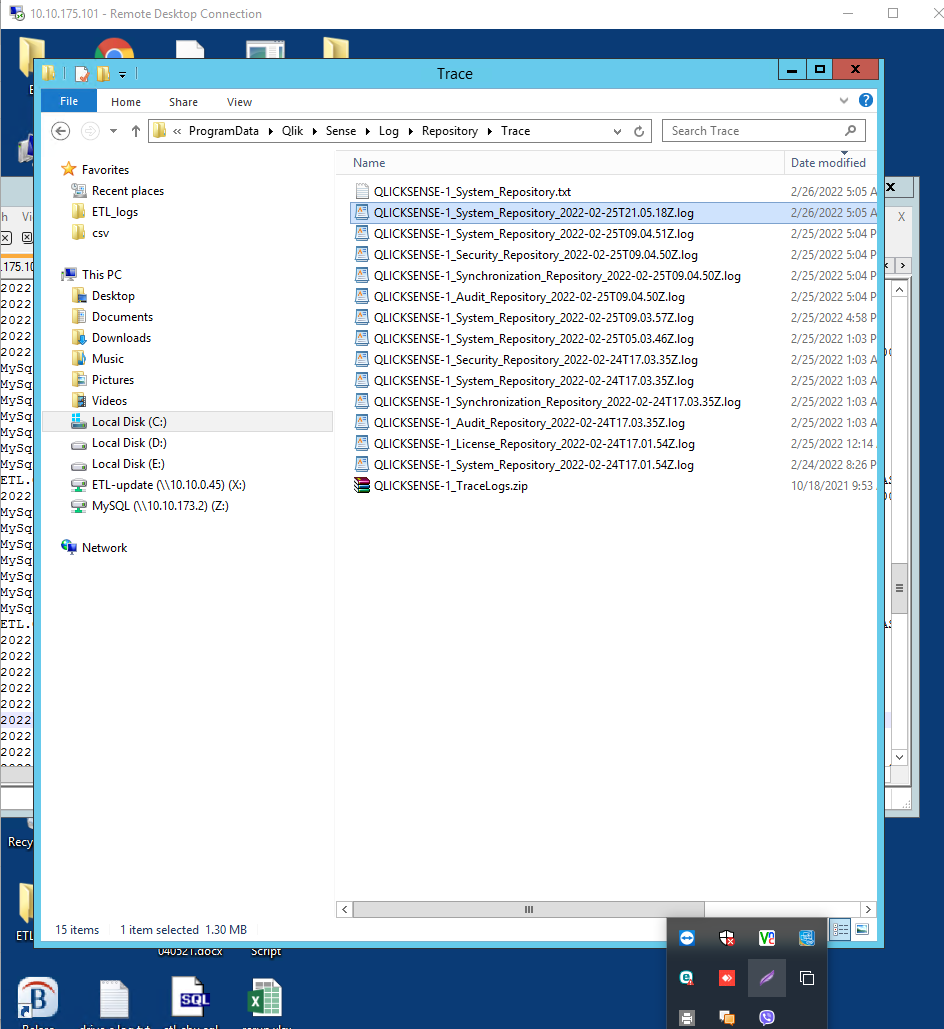 10.10.175.101 - Remote Desktop Connection
Trace
File Home Share View
« ProgramData Qlik Sense Log Repository Trace
Search Trace
Favorites
Recent places
ETL_logs
csv
This PC
Desktop
Documents
Downloads
Music
Pictures
Videos
Local Disk (C:)
Local Disk (D:)
Local Disk (E:)
ETL-update (\\10.10.0.45) (X:)
MySQL (\\10.10.173.2) (Z:)
Network
Name Date modified
QLICKSENSE-1_System_Repository.txt 2/26/2022 5:05 A
QLICKSENSE-1_System_Repository_2022-02-25T21.05.18Z.log 2/26/2022 5:05 A
QLICKSENSE-1_System_Repository_2022-02-25T09.04.51Z.log 2/25/2022 5:04 P
QLICKSENSE-1_Security_Repository_2022-02-25T09.04.50Z.log 2/25/2022 5:04 P
QLICKSENSE-1_Synchronization_Repository_2022-02-25T09.04.50Z.log 2/25/2022 5:04 P
QLICKSENSE-1_Audit_Repository_2022-02-25T09.04.50Z.log 2/25/2022 5:04 P
QLICKSENSE-1_System_Repository_2022-02-25T09.03.57Z.log 2/25/2022 4:58 P
QLICKSENSE-1_System_Repository_2022-02-25T05.03.46Z.log 2/25/2022 1:03 P
QLICKSENSE-1_Security_Repository_2022-02-24T17.03.35Z.log 2/25/2022 1:03 A
QLICKSENSE-1_System_Repository_2022-02-24T17.03.35Z.log 2/25/2022 1:03 A
QLICKSENSE-1_Synchronization_Repository_2022-02-24T17.03.35Z.log 2/25/2022 1:03 A
QLICKSENSE-1_Audit_Repository_2022-02-24T17.03.35Z.log 2/25/2022 1:03 A
QLICKSENSE-1_License_Repository_2022-02-24T17.01.54Z.log 2/25/2022 12:14
QLICKSENSE-1_System_Repository_2022-02-24T17.01.54Z.log 2/24/2022 8:26 P
QLICKSENSE-1_TraceLogs.zip 10/18/2021 9:53
15 items 1 item selected 1.30 MB
.175.10
2022
2022
2022
2022
2022
MySq
MySq
MySq
MySq
MySq
MySq
MySq
ETL.
2022
MySq
MySq
MySq
MySq
MySq
MySq
MySq
ETL.
2022
2022
2022
2022
2022
2022
2022
2022
Recy
ETL
040521.docx Script
SQL